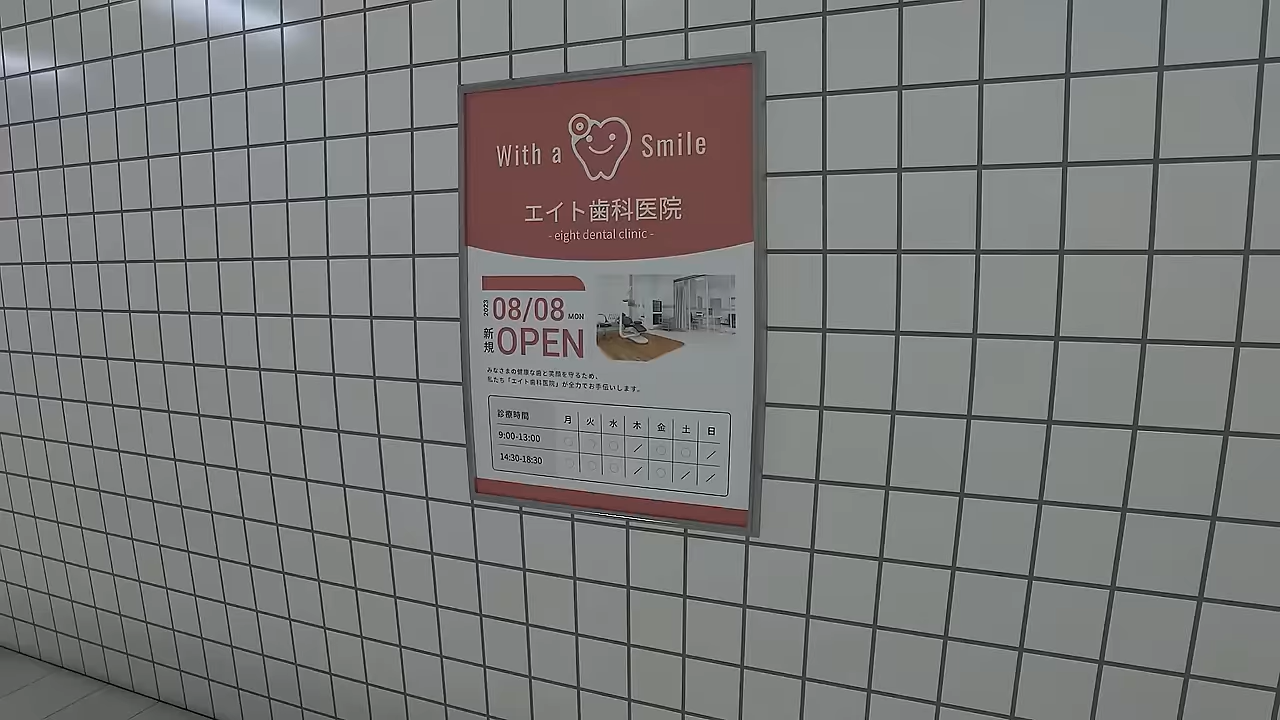 With a Smile
エイト歯科医院
- eight dental clinic -
2023 08/08 MON
新規 OPEN
みなさまの健康な歯と笑顔を守るため、
私たち「エイト歯科医院」が全力でお手伝いします。
診療時間 月 火 水 木 金 土 日
9:00-13:00 ○ ○ ○ / ○ ○ /
14:30-18:30 ○ ○ ○ / ○ / /